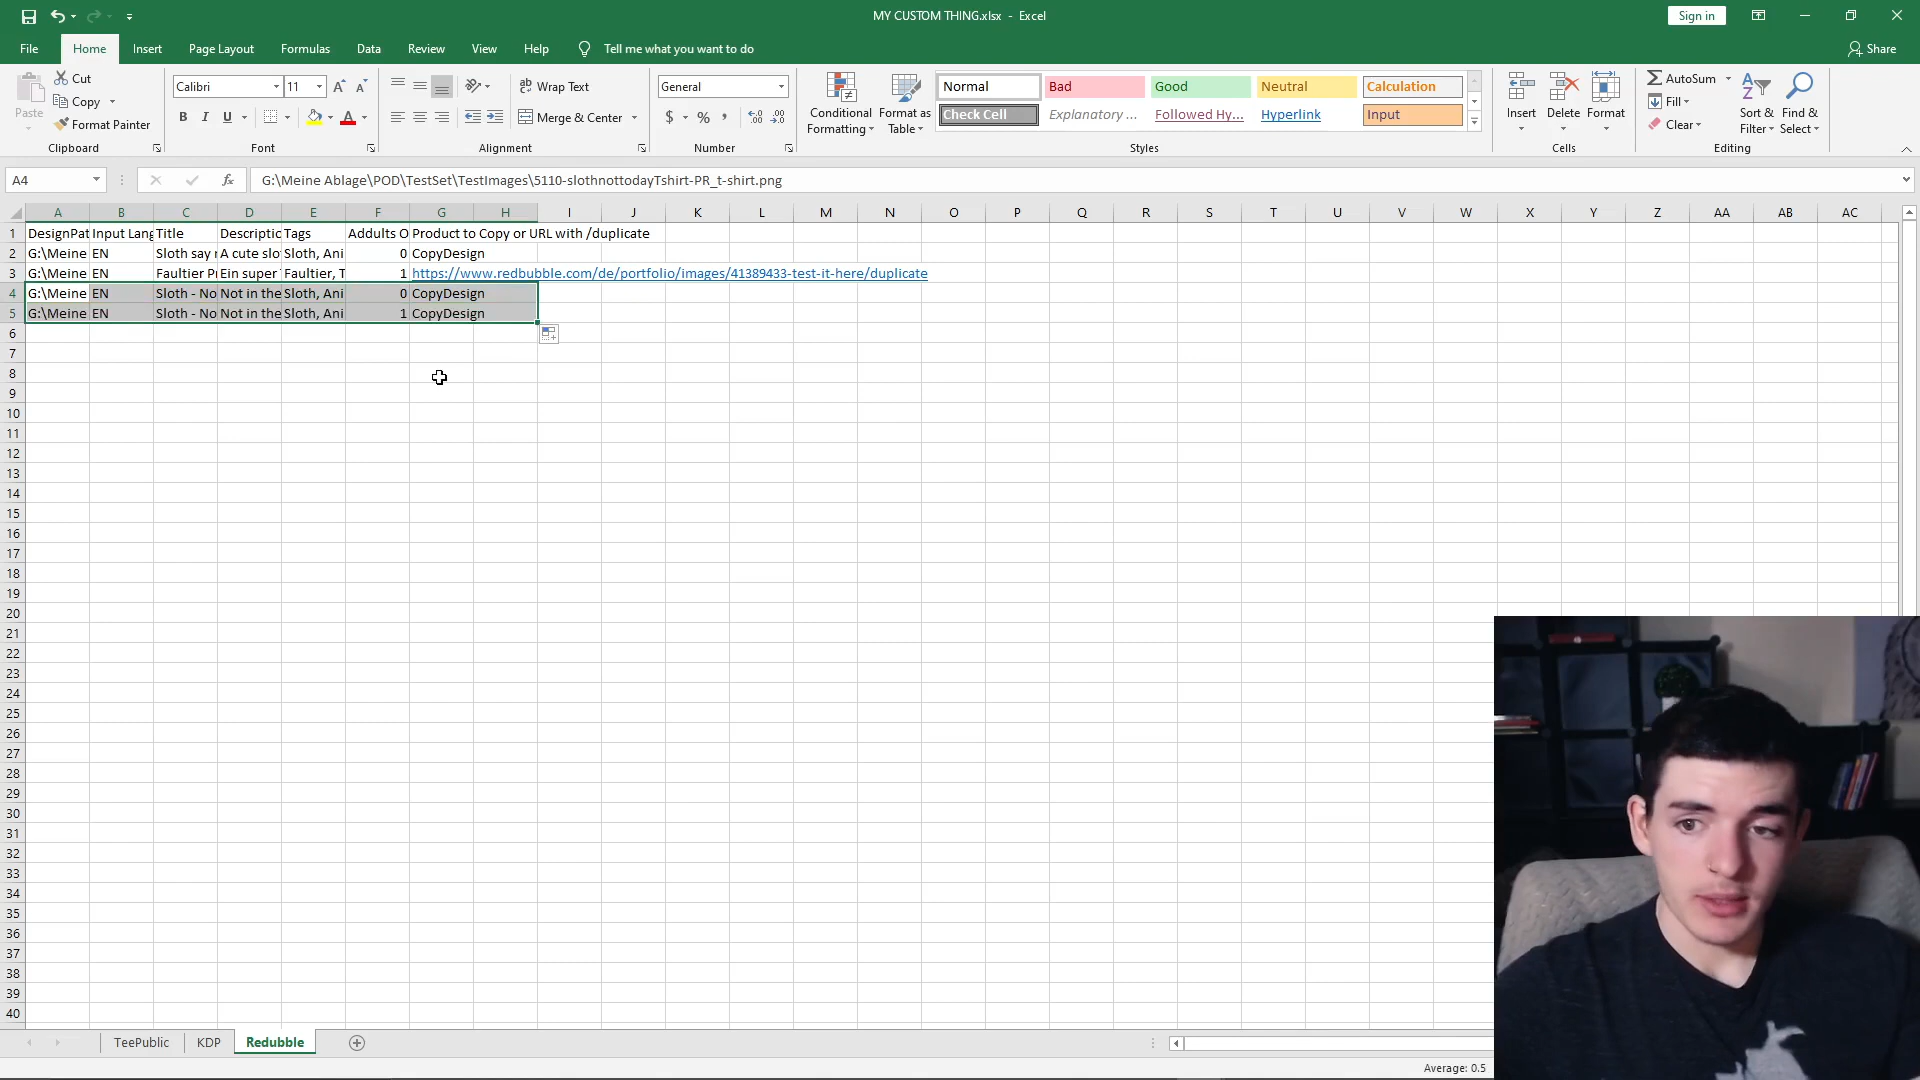 MY CUSTOM THING.xlsx - Excel
Sign in
File Home Insert Page Layout Formulas Data Review View Help Tell me what you want to do Share
Paste
Cut
Copy
Format Painter
Clipboard
Calibri 11
B I U
Font
Wrap Text
Merge & Center
Alignment
General
$ % ,
Number
Conditional Formatting
Format as Table
Normal Bad Good Neutral Calculation
Check Cell Explanatory ... Followed Hy... Hyperlink Input
Styles
Insert Delete Format
Cells
AutoSum
Fill
Clear
Sort & Filter
Find & Select
Editing
A4 fx G:\Meine Ablage\POD\TestSet\TestImages\5110-slothnottodayTshirt-PR_t-shirt.png
A B C D E F G H I J K L M N O P Q R S T U V W X Y Z AA AB AC
1 DesignPat Input Lang Title Descriptic Tags Addults O Product to Copy or URL with /duplicate
2 G:\Meine EN Sloth say r A cute slo Sloth, Ani 0 CopyDesign
3 G:\Meine EN Faultier Pr Ein super Faultier, T 1 https://www.redbubble.com/de/portfolio/images/41389433-test-it-here/duplicate
4 G:\Meine EN Sloth - No Not in the Sloth, Ani 0 CopyDesign
5 G:\Meine EN Sloth - No Not in the Sloth, Ani 1 CopyDesign
6
7
8
9
10
11
12
13
14
15
16
17
18
19
20
21
22
23
24
25
26
27
28
29
30
31
32
33
34
35
36
37
38
39
40
TeePublic KDP Redubble
Average: 0.5